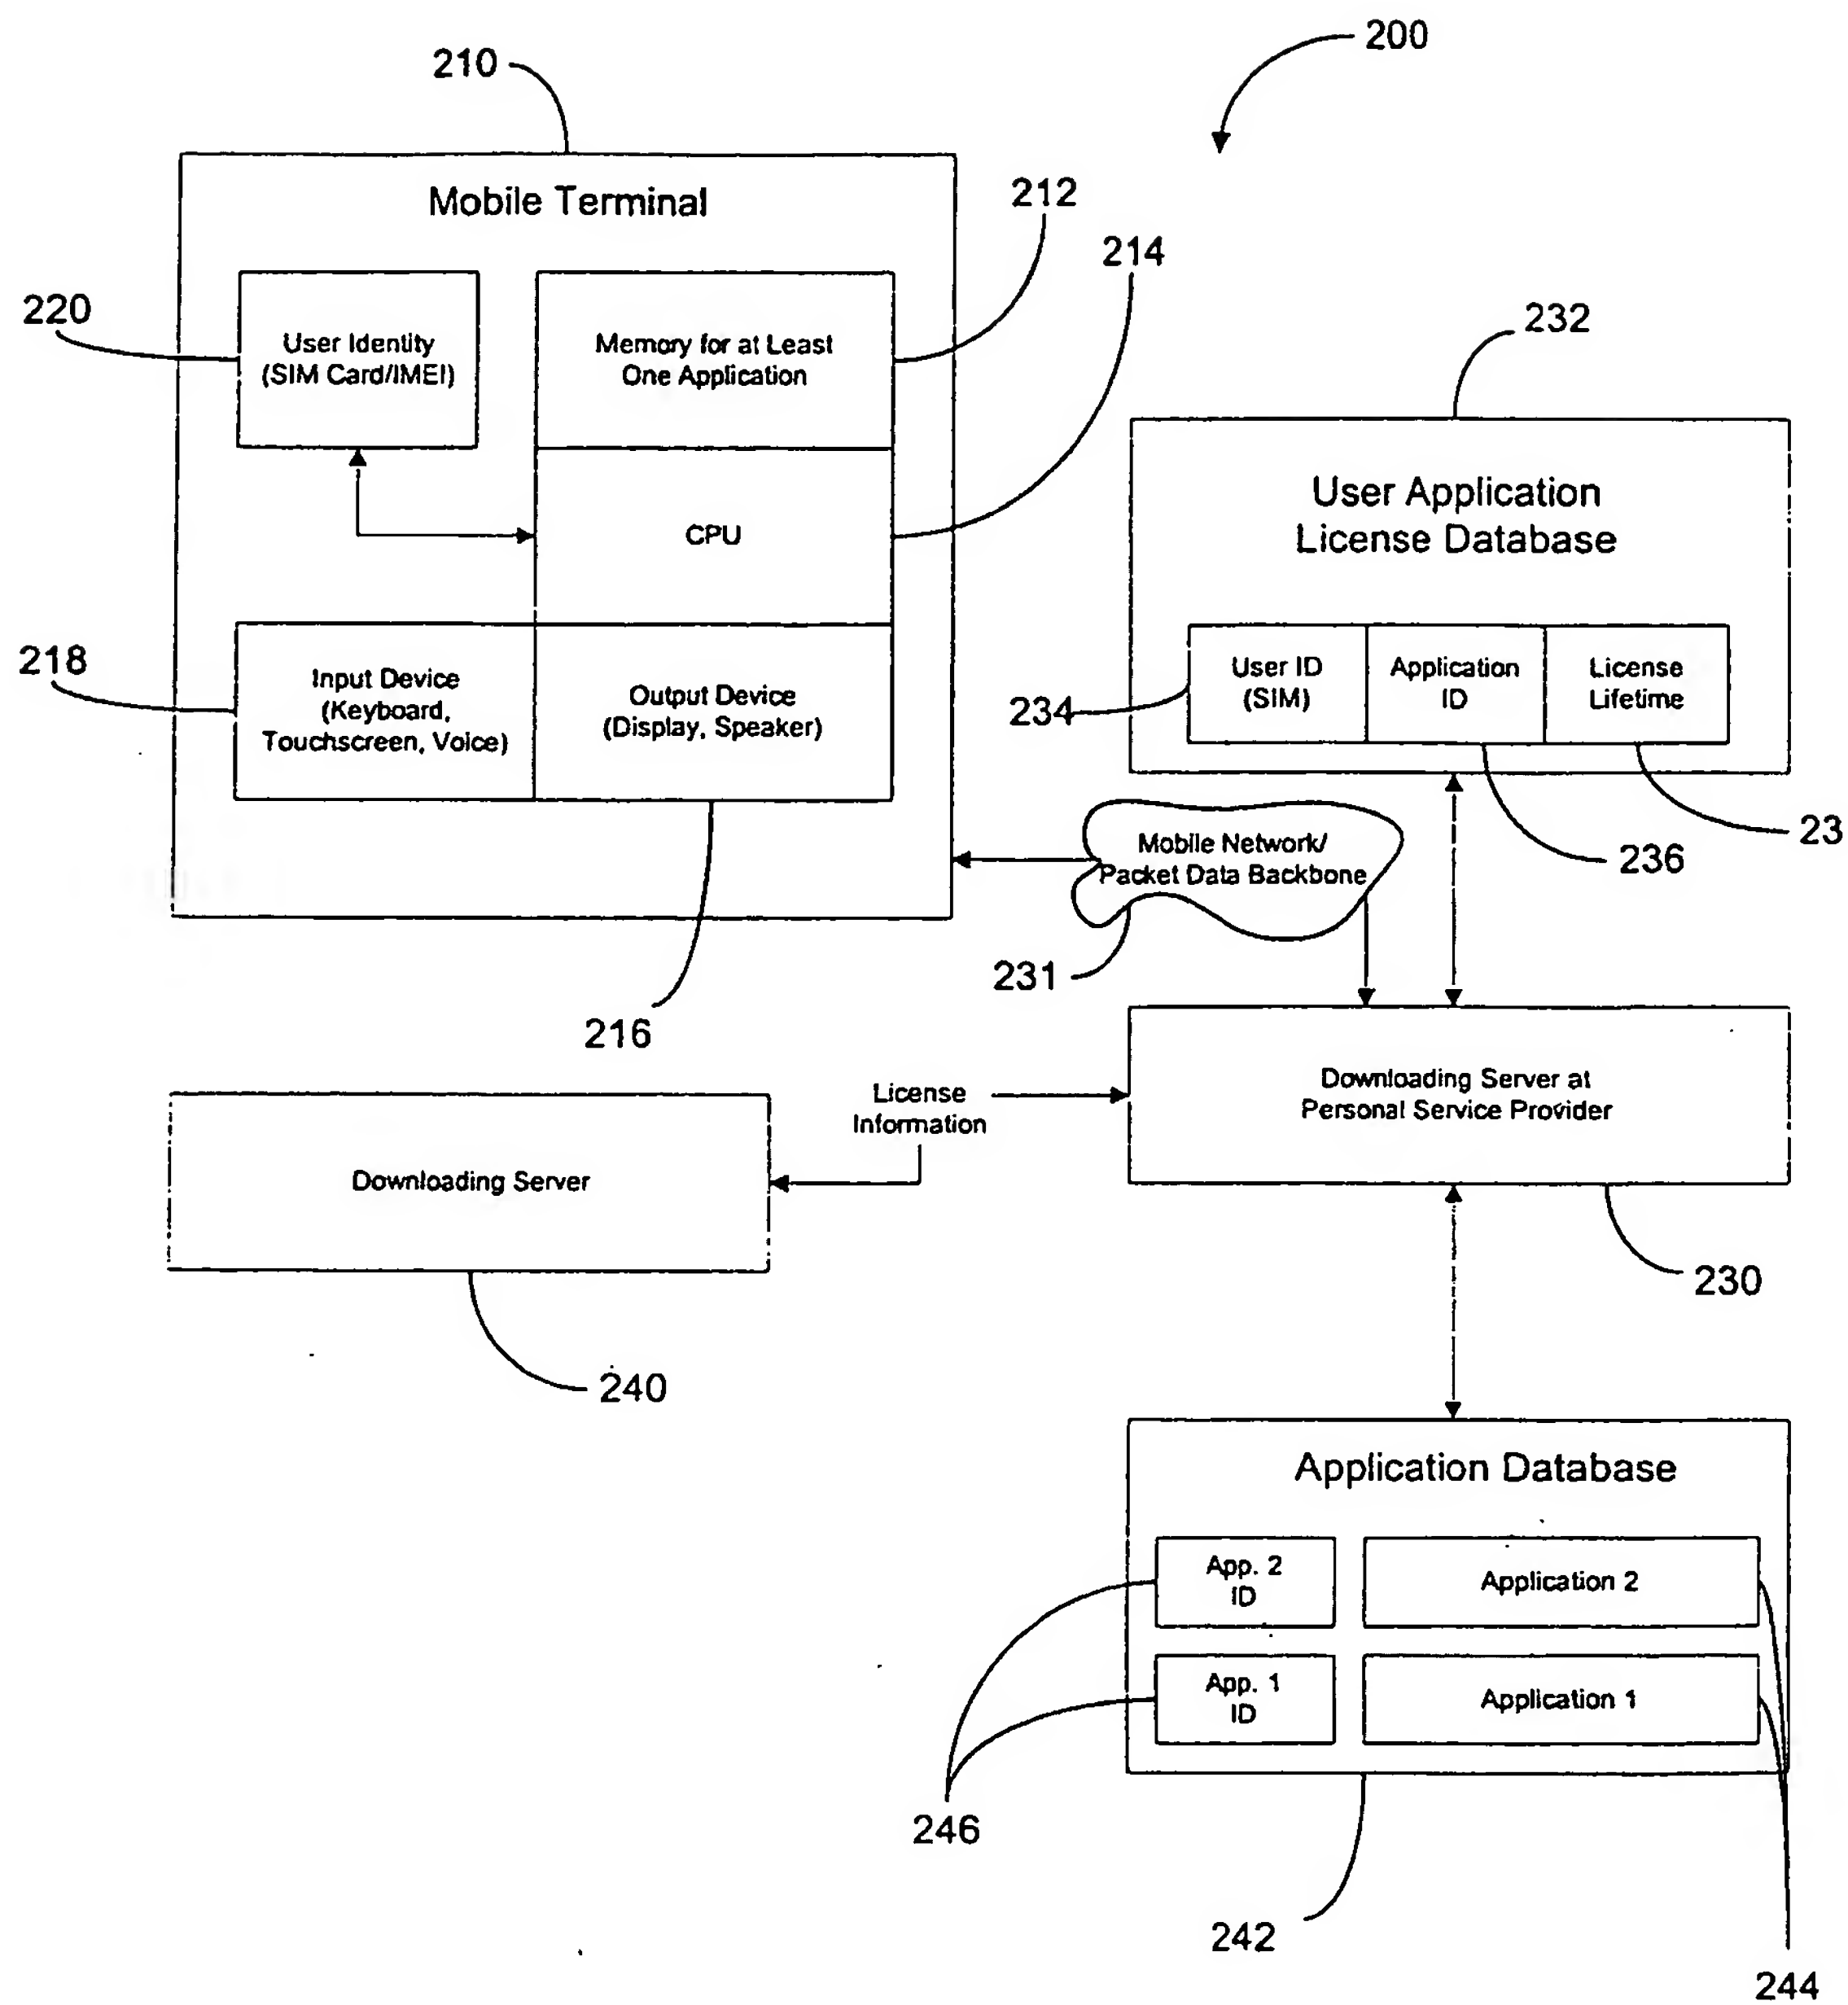 200
210
Mobile Terminal
212
214
220
User Identity
(SIM Card/IMEI)
Memory for at Least
One Application
232
CPU
User Application
License Database
218
Input Device
(Keyboard,
Touchscreen, Voice)
Output Device
(Display, Speaker)
234
User ID
(SIM)
Application
ID
License
Lifetime
23
236
Mobile Network/
Packet Data Backbone
231
216
License
Information
Downloading Server at
Personal Service Provider
Downloading Server
230
240
Application Database
App. 2
ID
Application 2
App. 1
ID
Application 1
246
242
244